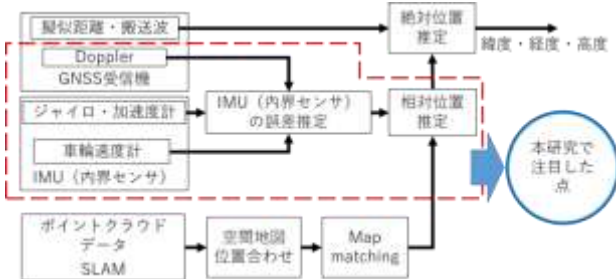 擬似距離・搬送波
Doppler
GNSS受信機
ジャイロ・加速度計
車輪速度計
IMU（内界センサ）
IMU（内界センサ）
の誤差推定
絶対位置
推定
緯度・経度・高度
相対位置
推定
本研究で
注目した
点
ポイントクラウド
データ
SLAM
空間地図
位置合わせ
Map
matching